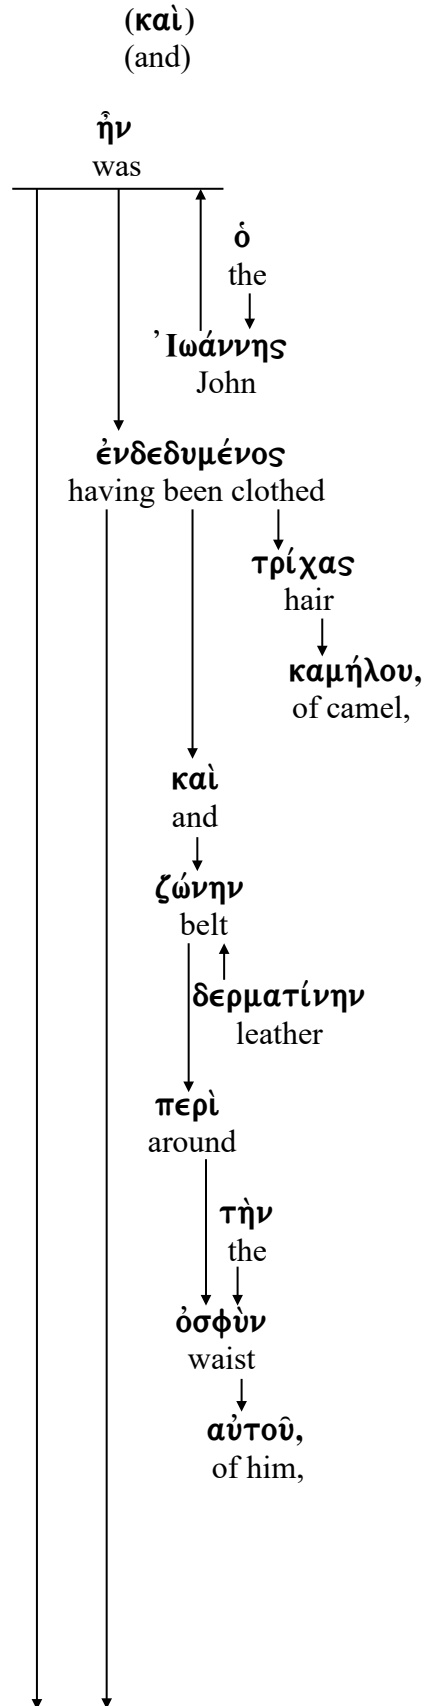 (καὶ)
(and)
ἦν
was
ὁ
the
Ἰωάννης
John
ἐνδεδυμένος
having been clothed
τρίχας
hair
καμήλου,
of camel,
καὶ
and
ζώνην
belt
δερματίνην
leather
περὶ
around
τὴν
the
ὀσφὺν
waist
αὐτοῦ,
of him,